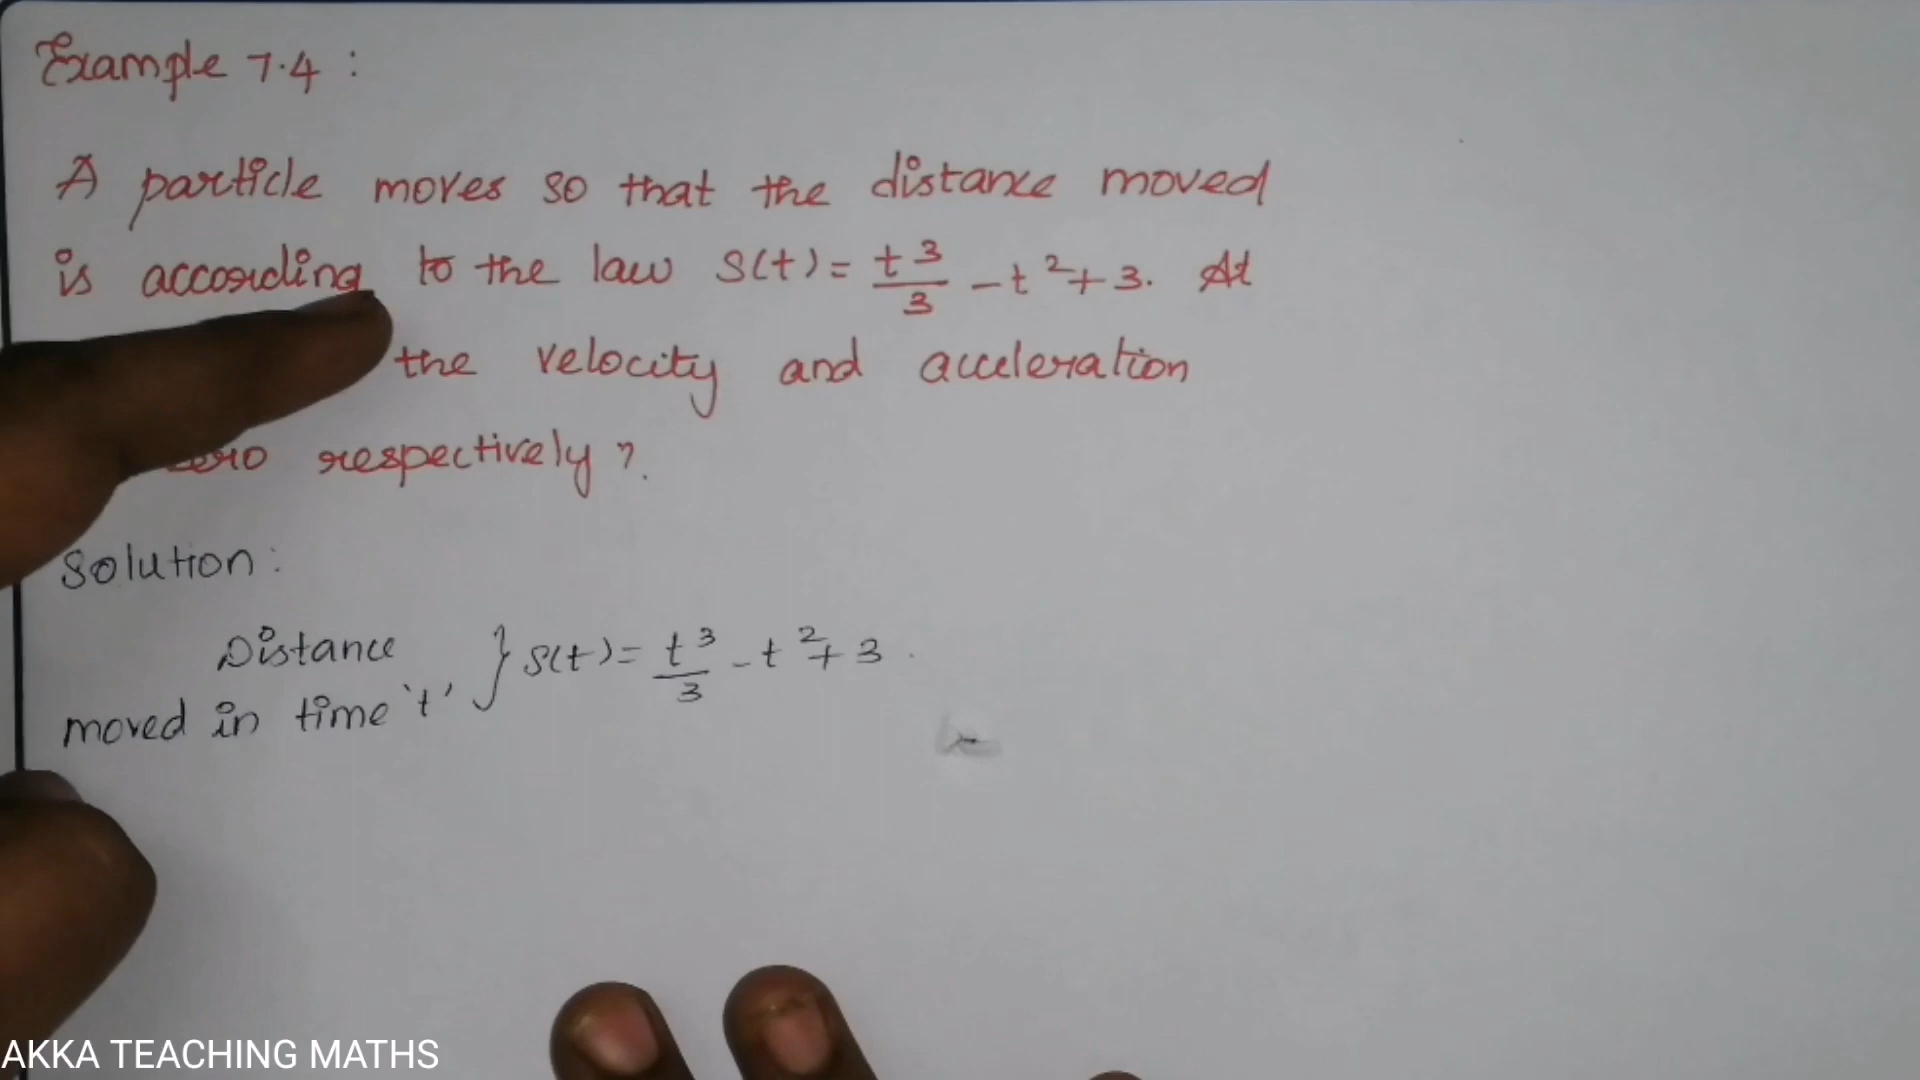 Example 7.4 :
A particle moves so that the distance moved
is according to the law S(t) = t³/3 - t² + 3. At
the velocity and acceleration
zero respectively ?.
Solution :
Distance
moved in time 't' } S(t) = t³/3 - t² + 3.
AKKA TEACHING MATHS